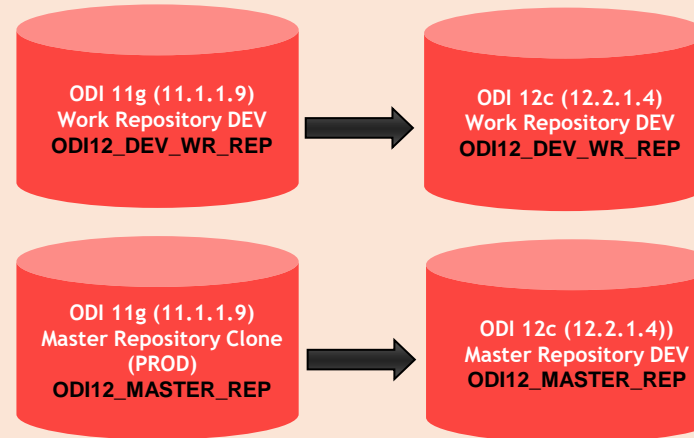 ODI 11g (11.1.1.9)
Work Repository DEV
ODI12_DEV_WR_REP
ODI 12c (12.2.1.4)
Work Repository DEV
ODI12_DEV_WR_REP
ODI 11g (11.1.1.9)
Master Repository Clone
(PROD)
ODI12_MASTER_REP
ODI 12c (12.2.1.4))
Master Repository DEV
ODI12_MASTER_REP